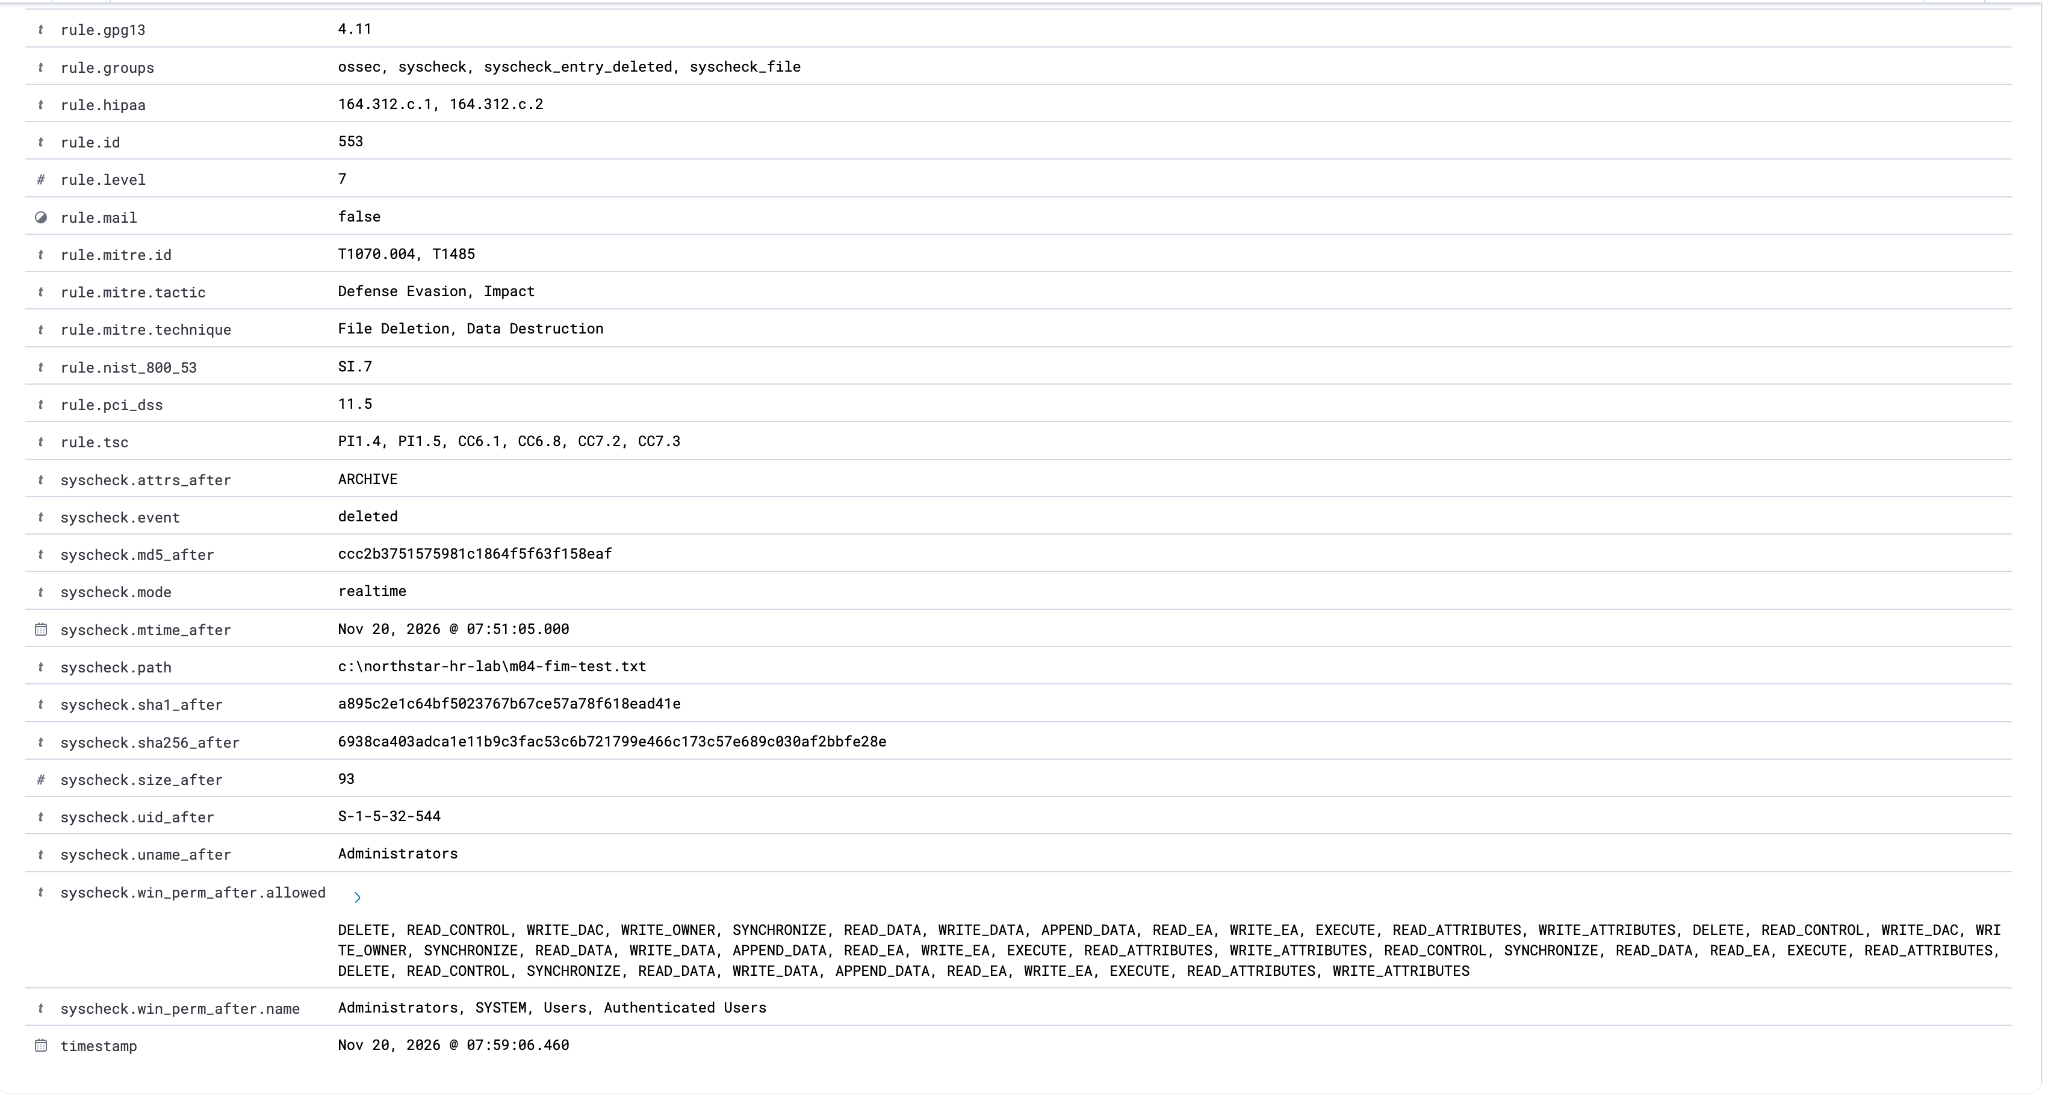 t rule.gpg13 4.11
t rule.groups ossec, syscheck, syscheck_entry_deleted, syscheck_file
t rule.hipaa 164.312.c.1, 164.312.c.2
t rule.id 553
# rule.level 7
rule.mail false
t rule.mitre.id T1070.004, T1485
t rule.mitre.tactic Defense Evasion, Impact
t rule.mitre.technique File Deletion, Data Destruction
t rule.nist_800_53 SI.7
t rule.pci_dss 11.5
t rule.tsc PI1.4, PI1.5, CC6.1, CC6.8, CC7.2, CC7.3
t syscheck.attrs_after ARCHIVE
t syscheck.event deleted
t syscheck.md5_after ccc2b3751575981c1864f5f63f158eaf
t syscheck.mode realtime
syscheck.mtime_after Nov 20, 2026 @ 07:51:05.000
t syscheck.path c:\northstar-hr-lab\m04-fim-test.txt
t syscheck.sha1_after a895c2e1c64bf5023767b67ce57a78f618ead41e
t syscheck.sha256_after 6938ca403adca1e11b9c3fac53c6b721799e466c173c57e689c030af2bbfe28e
# syscheck.size_after 93
t syscheck.uid_after S-1-5-32-544
t syscheck.uname_after Administrators
t syscheck.win_perm_after.allowed
DELETE, READ_CONTROL, WRITE_DAC, WRITE_OWNER, SYNCHRONIZE, READ_DATA, WRITE_DATA, APPEND_DATA, READ_EA, WRITE_EA, EXECUTE, READ_ATTRIBUTES, WRITE_ATTRIBUTES, DELETE, READ_CONTROL, WRITE_DAC, WRI
TE_OWNER, SYNCHRONIZE, READ_DATA, WRITE_DATA, APPEND_DATA, READ_EA, WRITE_EA, EXECUTE, READ_ATTRIBUTES, WRITE_ATTRIBUTES, READ_CONTROL, SYNCHRONIZE, READ_DATA, READ_EA, EXECUTE, READ_ATTRIBUTES,
DELETE, READ_CONTROL, SYNCHRONIZE, READ_DATA, WRITE_DATA, APPEND_DATA, READ_EA, WRITE_EA, EXECUTE, READ_ATTRIBUTES, WRITE_ATTRIBUTES
t syscheck.win_perm_after.name Administrators, SYSTEM, Users, Authenticated Users
timestamp Nov 20, 2026 @ 07:59:06.460